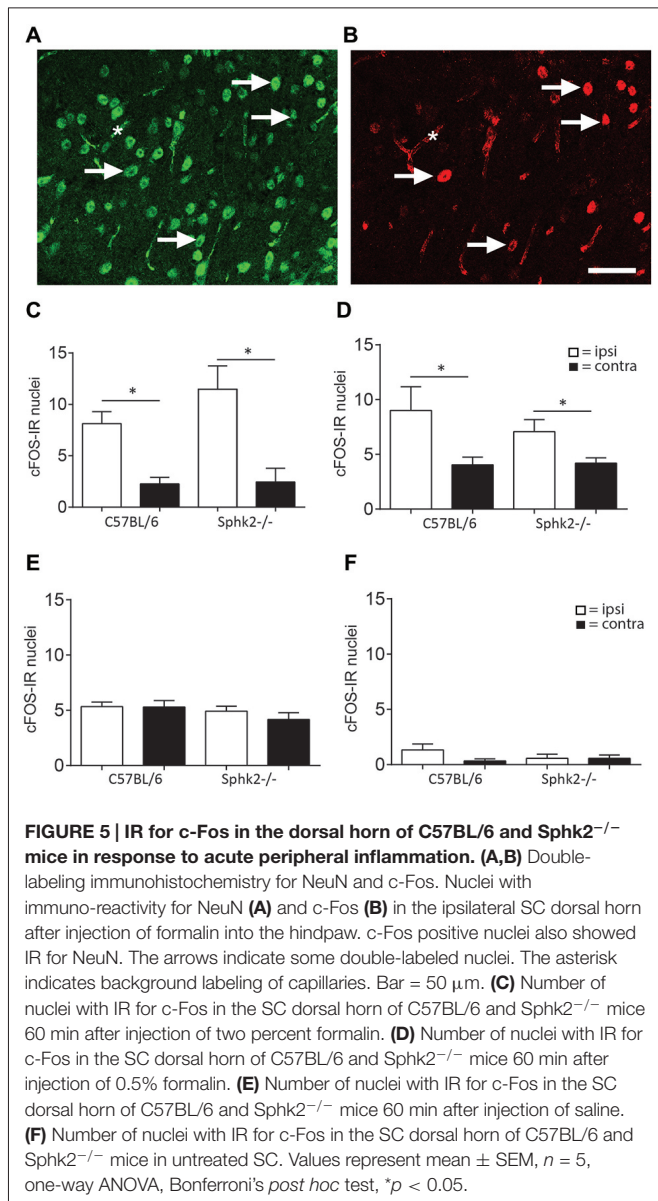 A
B
*
*
C
D
15
10
5
0
cFOS-IR nuclei
*
*
C57BL/6
Sphk2-/-
15
10
5
0
cFOS-IR nuclei
= ipsi
= contra
*
*
C57BL/6
Sphk2-/-
E
F
15
10
5
0
cFOS-IR nuclei
C57BL/6
Sphk2-/-
15
10
5
0
cFOS-IR nuclei
= ipsi
= contra
C57BL/6
Sphk2-/-
FIGURE 5 | IR for c-Fos in the dorsal horn of C57BL/6 and Sphk2−/−
mice in response to acute peripheral inflammation. (A,B) Double-
labeling immunohistochemistry for NeuN and c-Fos. Nuclei with
immuno-reactivity for NeuN (A) and c-Fos (B) in the ipsilateral SC dorsal horn
after injection of formalin into the hindpaw. c-Fos positive nuclei also showed
IR for NeuN. The arrows indicate some double-labeled nuclei. The asterisk
indicates background labeling of capillaries. Bar = 50 μm. (C) Number of
nuclei with IR for c-Fos in the SC dorsal horn of C57BL/6 and Sphk2−/− mice
60 min after injection of two percent formalin. (D) Number of nuclei with IR for
c-Fos in the SC dorsal horn of C57BL/6 and Sphk2−/− mice 60 min after
injection of 0.5% formalin. (E) Number of nuclei with IR for c-Fos in the SC
dorsal horn of C57BL/6 and Sphk2−/− mice 60 min after injection of saline.
(F) Number of nuclei with IR for c-Fos in the SC dorsal horn of C57BL/6 and
Sphk2−/− mice in untreated SC. Values represent mean ± SEM, n = 5,
one-way ANOVA, Bonferroni's post hoc test, *p < 0.05.